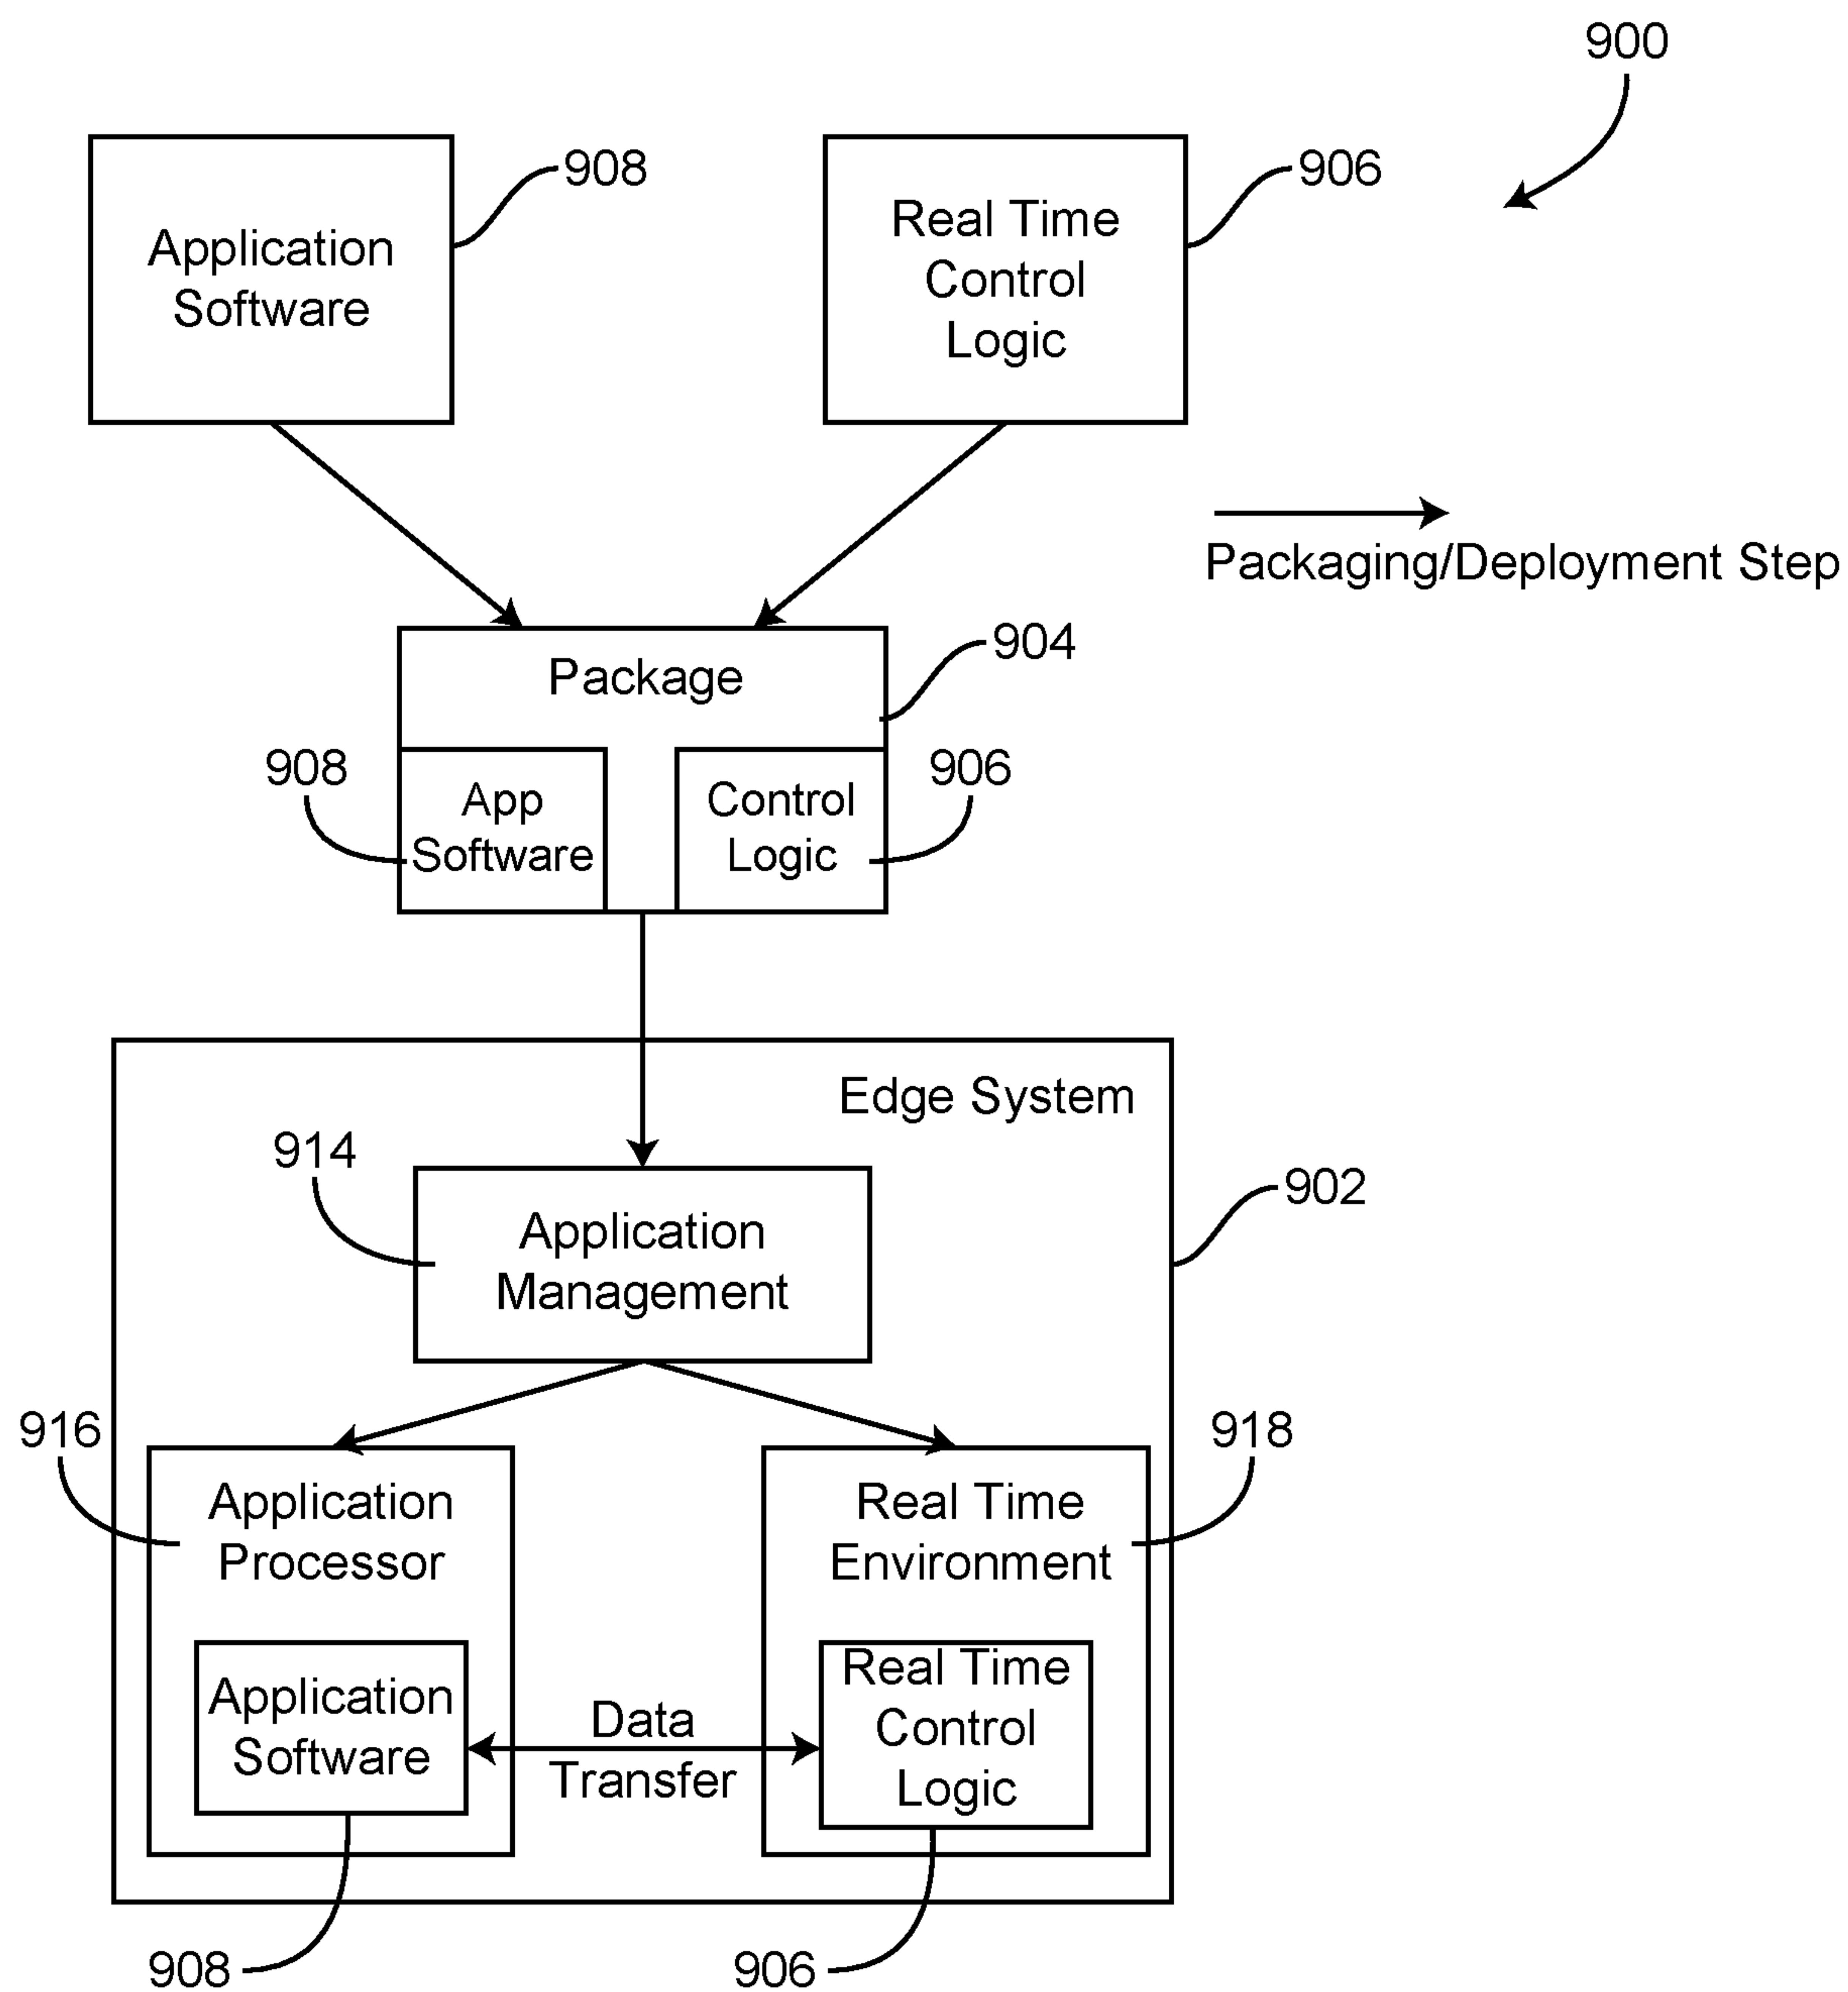 900
908
906
Application
Software
Real Time
Control
Logic
Packaging/Deployment Step
904
Package
908
906
App
Software
Control
Logic
Edge System
914
902
Application
Management
916
918
Application
Processor
Real Time
Environment
Application
Software
Data
Transfer
Real Time
Control
Logic
908
906